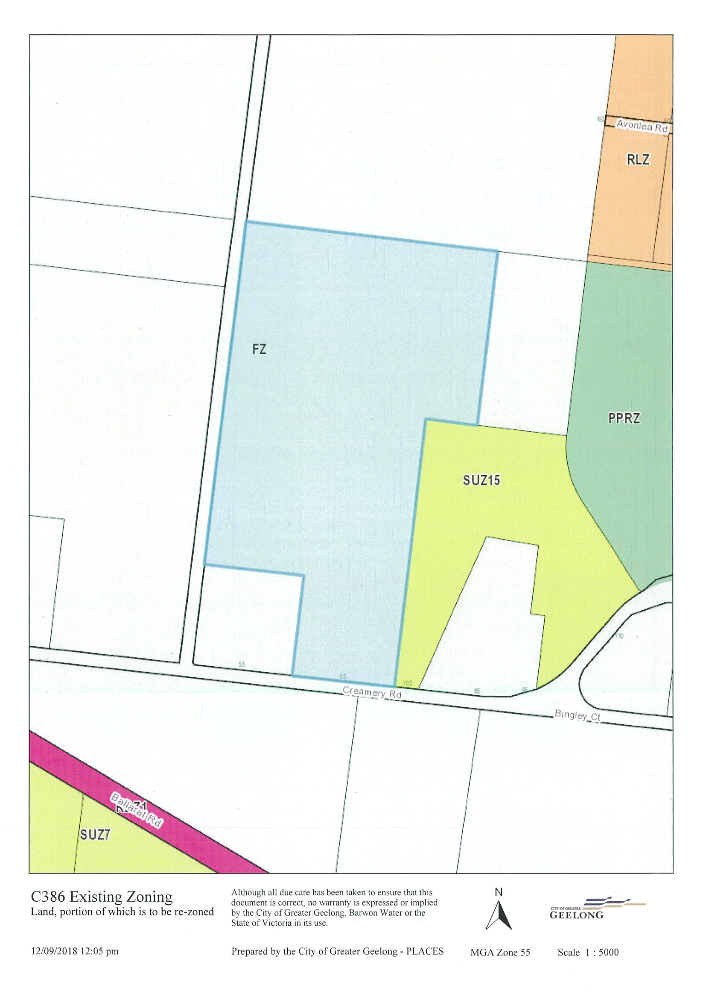 60
50
Avonlea Rd
RLZ
FZ
PPRZ
SUZ15
110
55
65
105
85
95
Creamery Rd
Bingley Ct
Ballarat Rd
SUZ7
C386 Existing Zoning
Land, portion of which is to be re-zoned
Although all due care has been taken to ensure that this
document is correct, no warranty is expressed or implied
by the City of Greater Geelong, Barwon Water or the
State of Victoria in its use.
N
CITY OF GREATER
GEELONG
12/09/2018 12:05 pm
Prepared by the City of Greater Geelong - PLACES
MGA Zone 55
Scale 1 : 5000